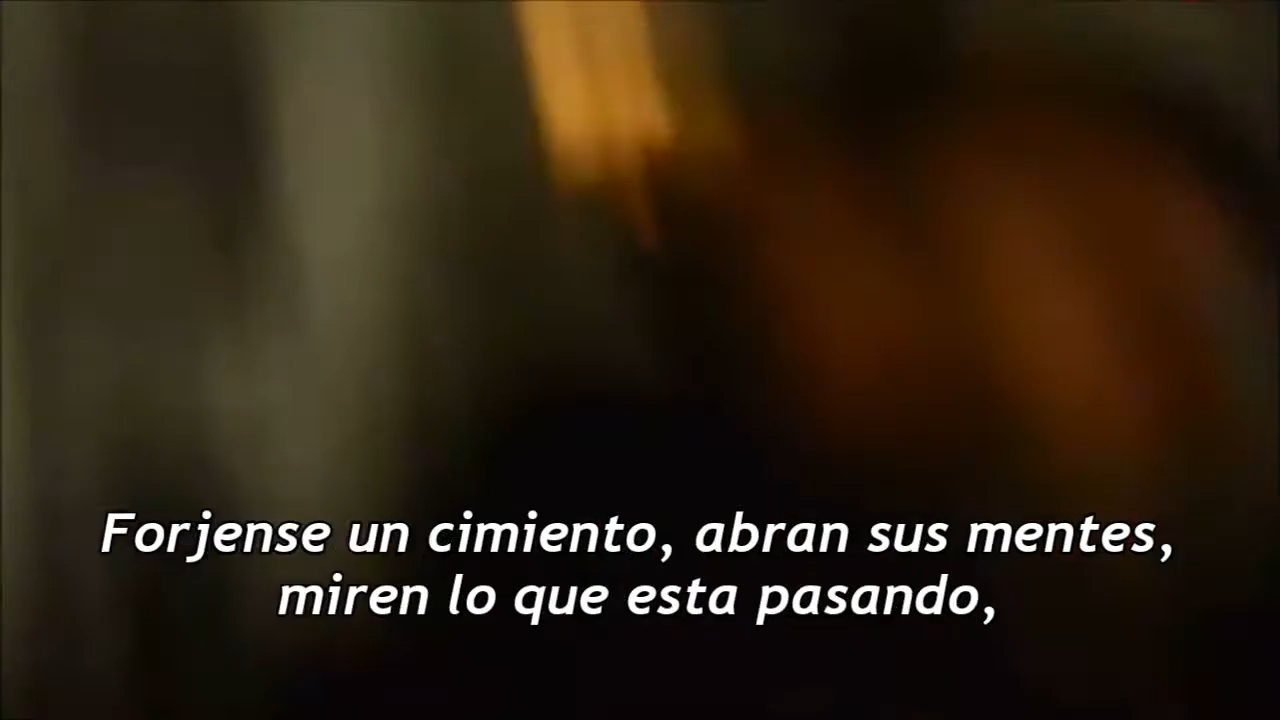 Forjense un cimiento, abran sus mentes,
miren lo que esta pasando,